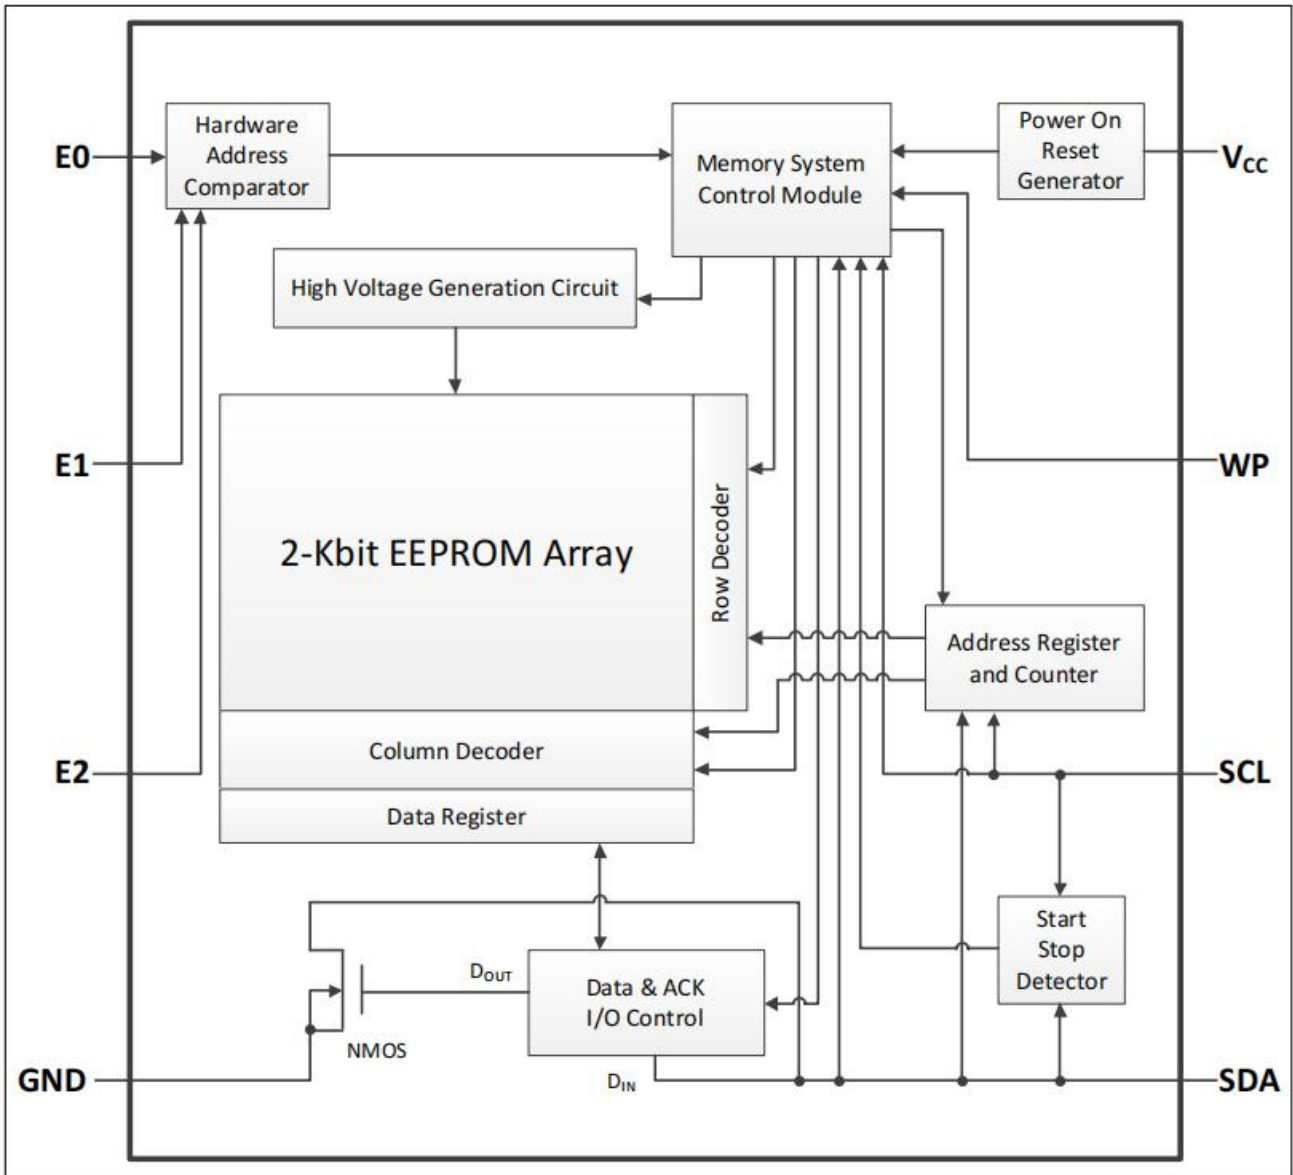 Hardware
Address
Comparator
E0
Memory System
Control Module
Power On
Reset
Generator
VCC
High Voltage Generation Circuit
E1
WP
2-Kbit EEPROM Array
Row Decoder
Address Register
and Counter
Column Decoder
E2
SCL
Data Register
Start
Stop
Detector
DOUT
Data & ACK
I/O Control
NMOS
GND
DIN
SDA